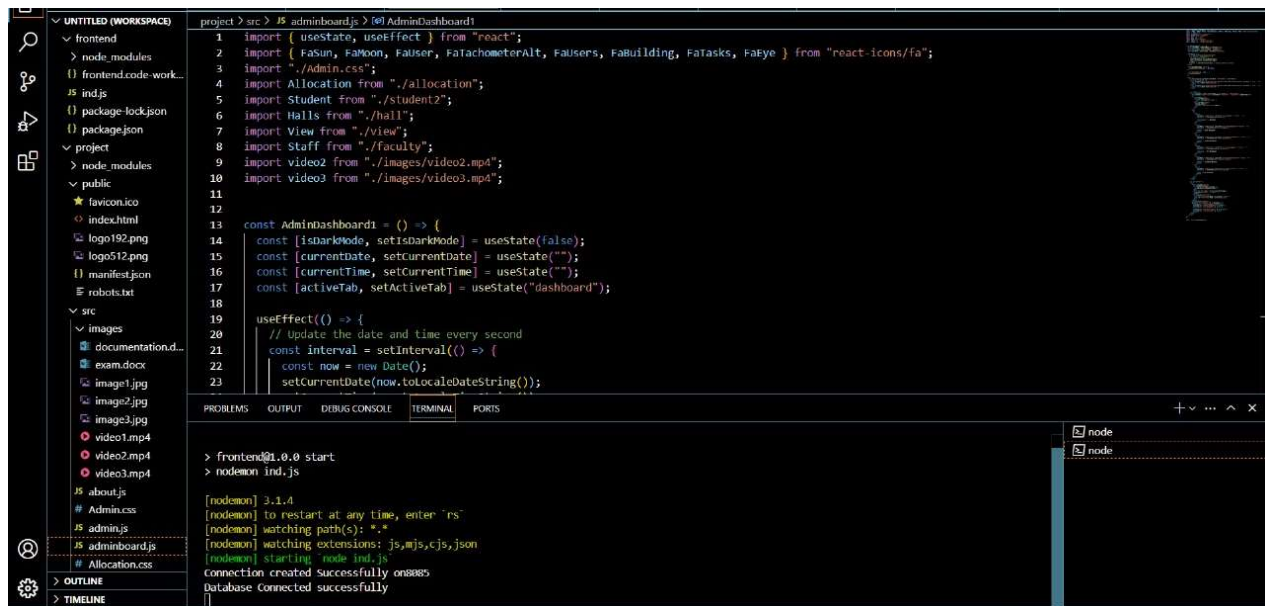 UNTITLED (WORKSPACE)
frontend
node_modules
frontend.code-work...
JS ind.js
{} package-lock.json
{} package.json
project
node_modules
public
favicon.ico
<> index.html
logo192.png
logo512.png
{} manifest.json
robots.txt
src
images
documentation.d...
exam.docx
image1.jpg
image2.jpg
image3.jpg
video1.mp4
video2.mp4
video3.mp4
JS about.js
# Admin.css
JS admin.js
JS adminboard.js
# Allocation.css
> OUTLINE
> TIMELINE
project > src > JS adminboard.js > AdminDashboard1
1 import { useState, useEffect } from "react";
2 import { FaSun, FaMoon, FaUser, FaTachometerAlt, FaUsers, FaBuilding, FaTasks, FaEye } from "react-icons/fa";
3 import "./Admin.css";
4 import Allocation from "./allocation";
5 import Student from "./student2";
6 import Halls from "./hall";
7 import View from "./view";
8 import Staff from "./faculty";
9 import video2 from "./images/video2.mp4";
10 import video3 from "./images/video3.mp4";
11
12
13 const AdminDashboard1 = () => {
14 const [isDarkMode, setIsDarkMode] = useState(false);
15 const [currentDate, setCurrentDate] = useState("");
16 const [currentTime, setCurrentTime] = useState("");
17 const [activeTab, setActiveTab] = useState("dashboard");
18
19 useEffect(() => {
20 // Update the date and time every second
21 const interval = setInterval(() => {
22 const now = new Date();
23 setCurrentDate(now.toLocaleDateString());
PROBLEMS OUTPUT DEBUG CONSOLE TERMINAL PORTS
> frontend@1.0.0 start
> nodemon ind.js
[nodemon] 3.1.4
[nodemon] to restart at any time, enter `rs`
[nodemon] watching path(s): *.*
[nodemon] watching extensions: js,mjs,cjs,json
[nodemon] starting `node ind.js`
Connection created Successfully on8085
Database Connected successfully
node
node